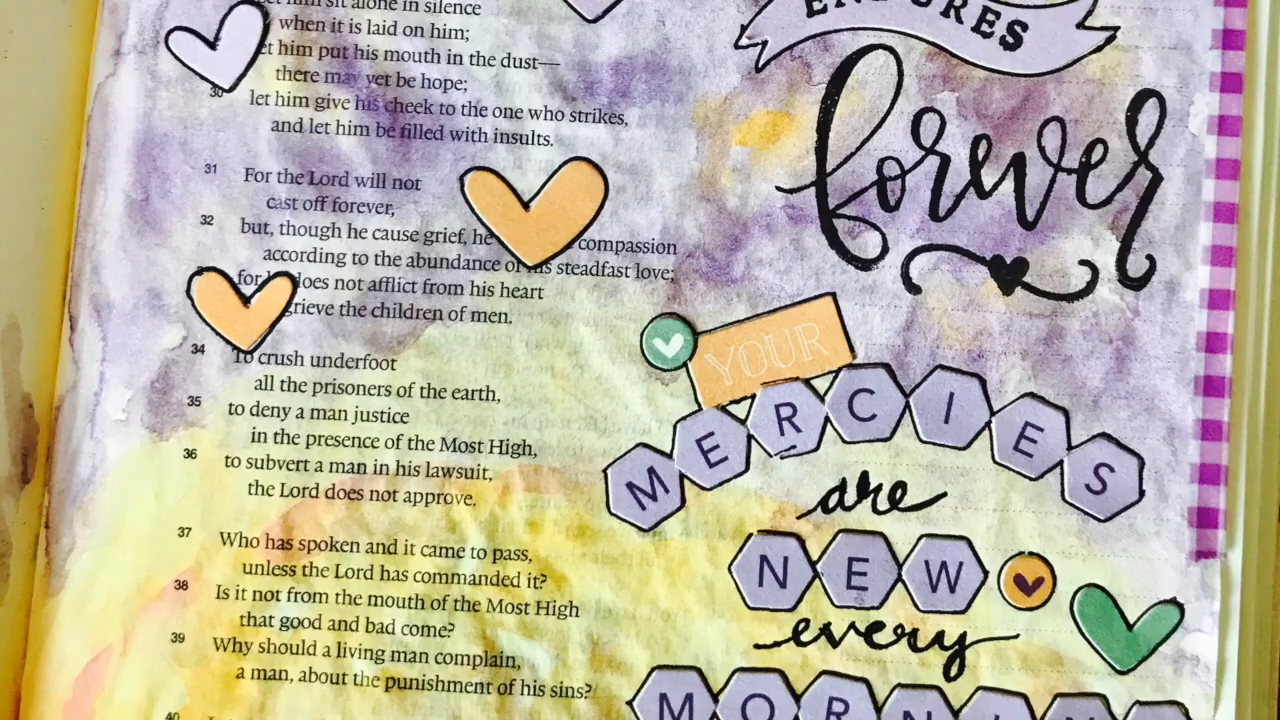 him sit alone in silence
when it is laid on him;
him put his mouth in the dust—
there may yet be hope;
30 let him give his cheek to the one who strikes,
and let him be filled with insults.
31 For the Lord will not
cast off forever,
32 but, though he cause grief, he compassion
according to the abundance of his steadfast love;
for does not afflict from his heart
grieve the children of men.
34 To crush underfoot
all the prisoners of the earth,
35 to deny a man justice
in the presence of the Most High,
36 to subvert a man in his lawsuit,
the Lord does not approve.
37 Who has spoken and it came to pass,
unless the Lord has commanded it?
38 Is it not from the mouth of the Most High
that good and bad come?
39 Why should a living man complain,
a man, about the punishment of his sins?
40
ENDURES
forever
YOUR
MERCIES
are
NEW
every
MORNIN